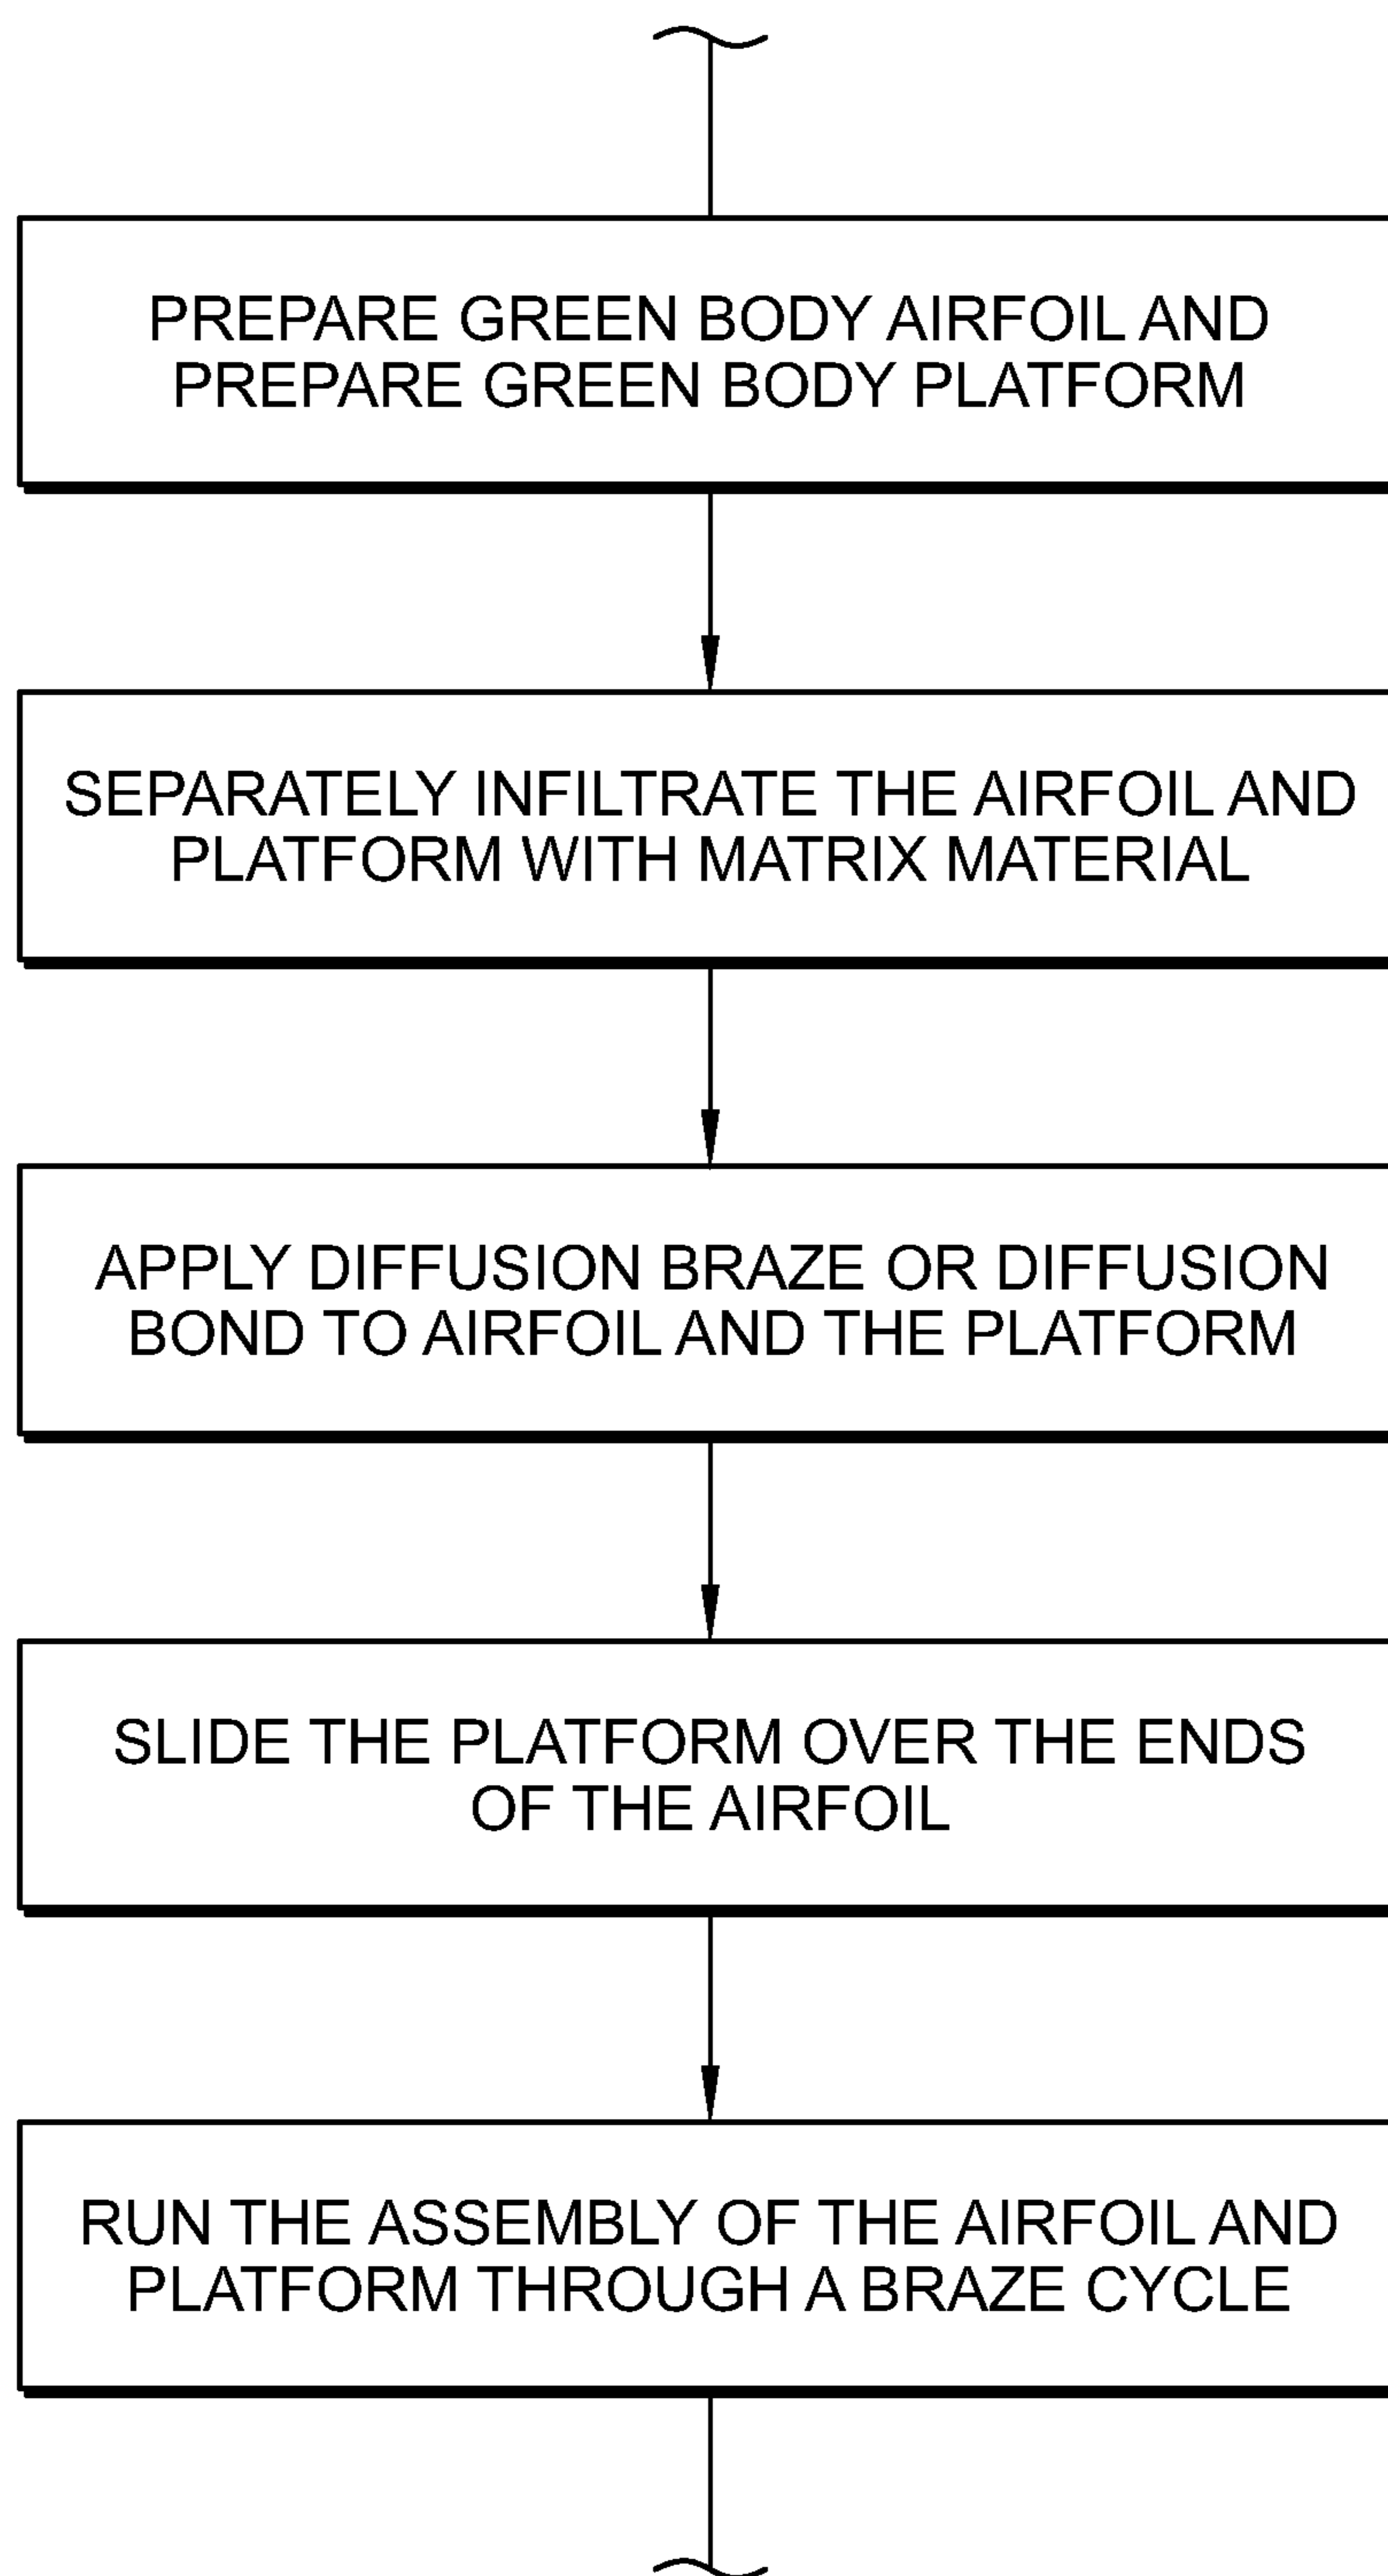 PREPARE GREEN BODY AIRFOIL AND
PREPARE GREEN BODY PLATFORM
SEPARATELY INFILTRATE THE AIRFOIL AND
PLATFORM WITH MATRIX MATERIAL
APPLY DIFFUSION BRAZE OR DIFFUSION
BOND TO AIRFOIL AND THE PLATFORM
SLIDE THE PLATFORM OVER THE ENDS
OF THE AIRFOIL
RUN THE ASSEMBLY OF THE AIRFOIL AND
PLATFORM THROUGH A BRAZE CYCLE